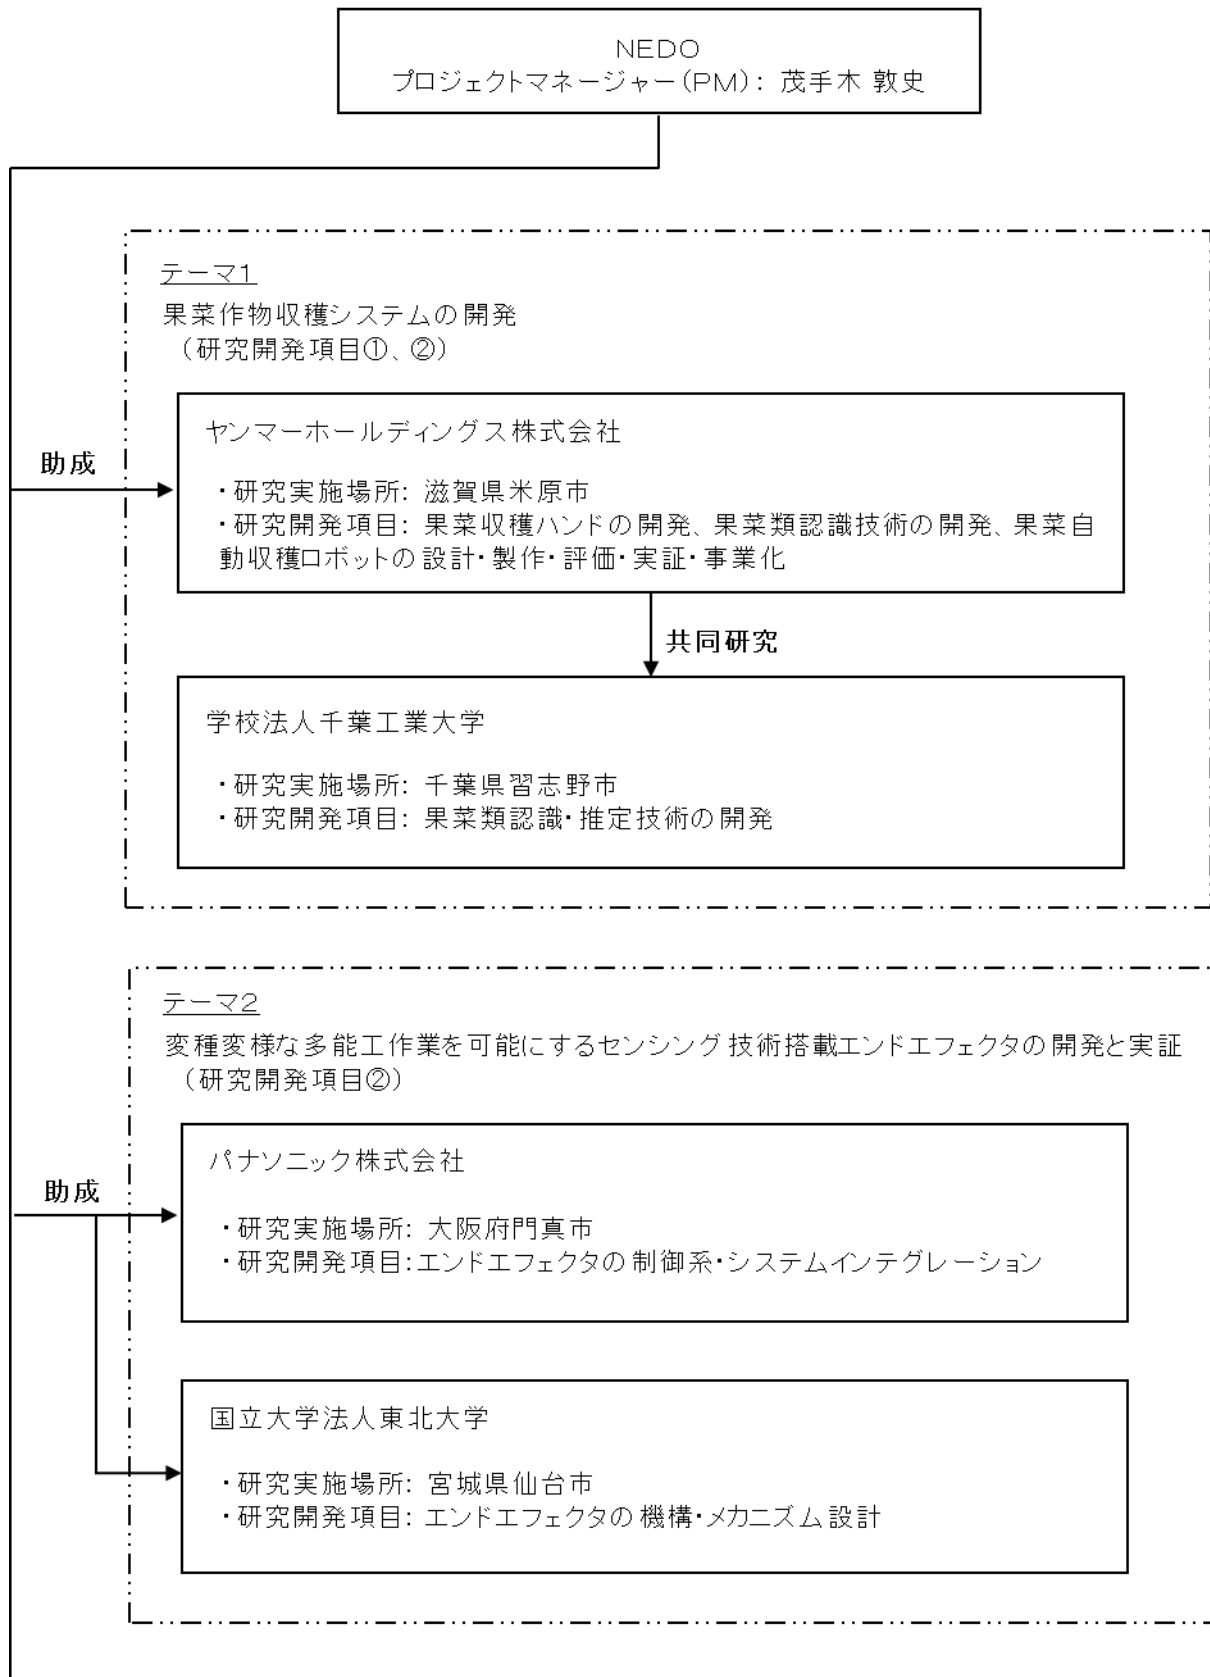 NEDO
プロジェクトマネージャー(PM): 茂手木 敦史
テーマ1
果菜作物収穫システムの開発
(研究開発項目①、②)
ヤンマーホールディングス株式会社
助成
・研究実施場所: 滋賀県米原市
・研究開発項目: 果菜収穫ハンドの開発、果菜類認識技術の開発、果菜自
動収穫ロボットの設計・製作・評価・実証・事業化
共同研究
学校法人千葉工業大学
・研究実施場所: 千葉県習志野市
・研究開発項目: 果菜類認識・推定技術の開発
テーマ2
変種変様な多能工作業を可能にするセンシング技術搭載エンドエフェクタの開発と実証
(研究開発項目②)
パナソニック株式会社
助成
・研究実施場所: 大阪府門真市
・研究開発項目:エンドエフェクタの制御系・システムインテグレーション
国立大学法人東北大学
・研究実施場所: 宮城県仙台市
・研究開発項目: エンドエフェクタの機構・メカニズム設計